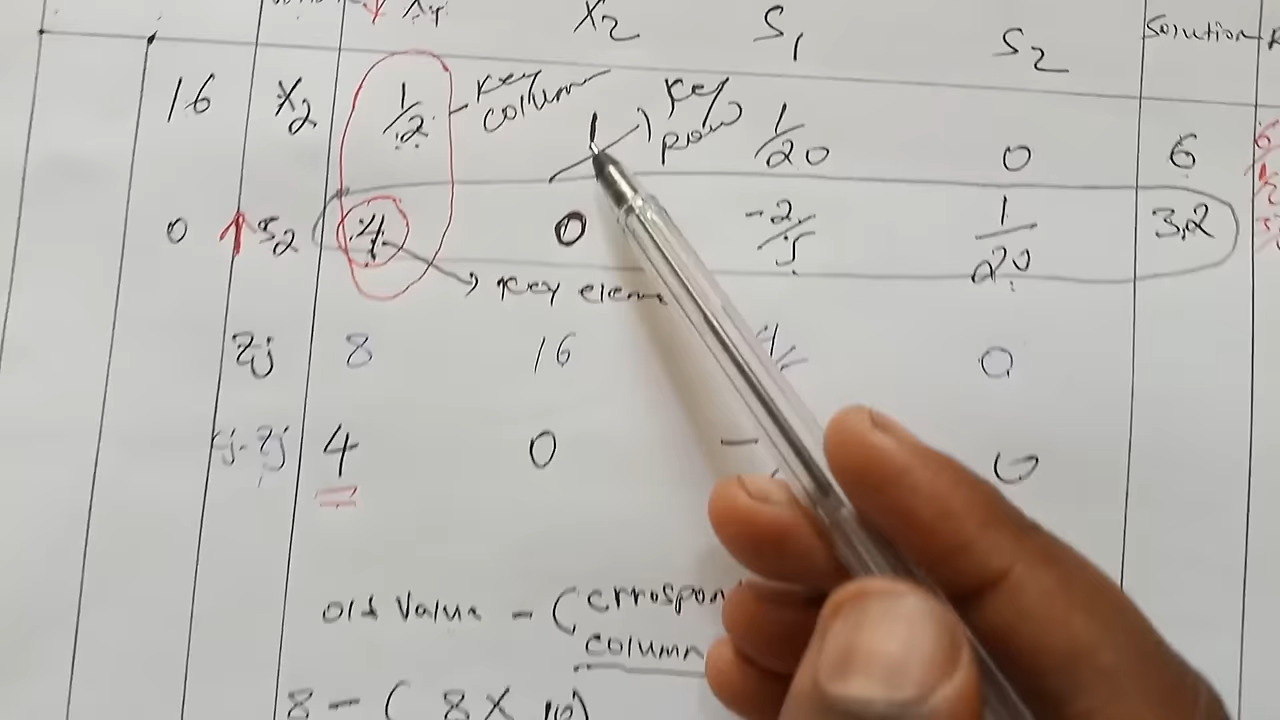 X2 S1 S2 Solution
16 X2 1/2 key column 1 key row 1/20 0 6
0 S2 4 0 -2/5 1/20 3,2
key elem
Zj 8 16 0
Cj-Zj 4 0 - 0
Old Value - (Corrospon
column
8 - ( 8 X